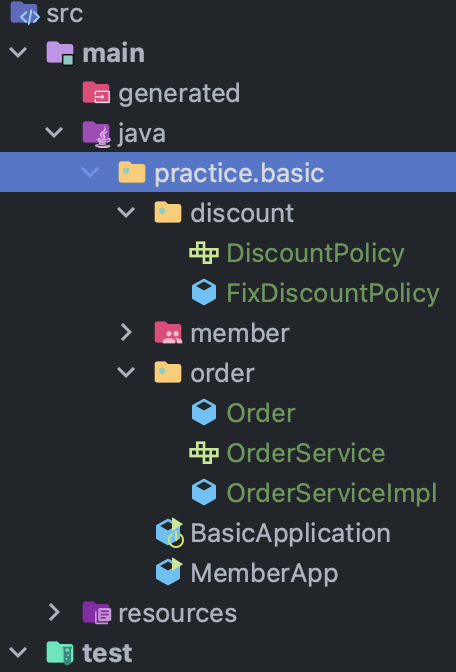 src
main
generated
java
practice.basic
discount
DiscountPolicy
FixDiscountPolicy
member
order
Order
OrderService
OrderServiceImpl
BasicApplication
MemberApp
resources
test